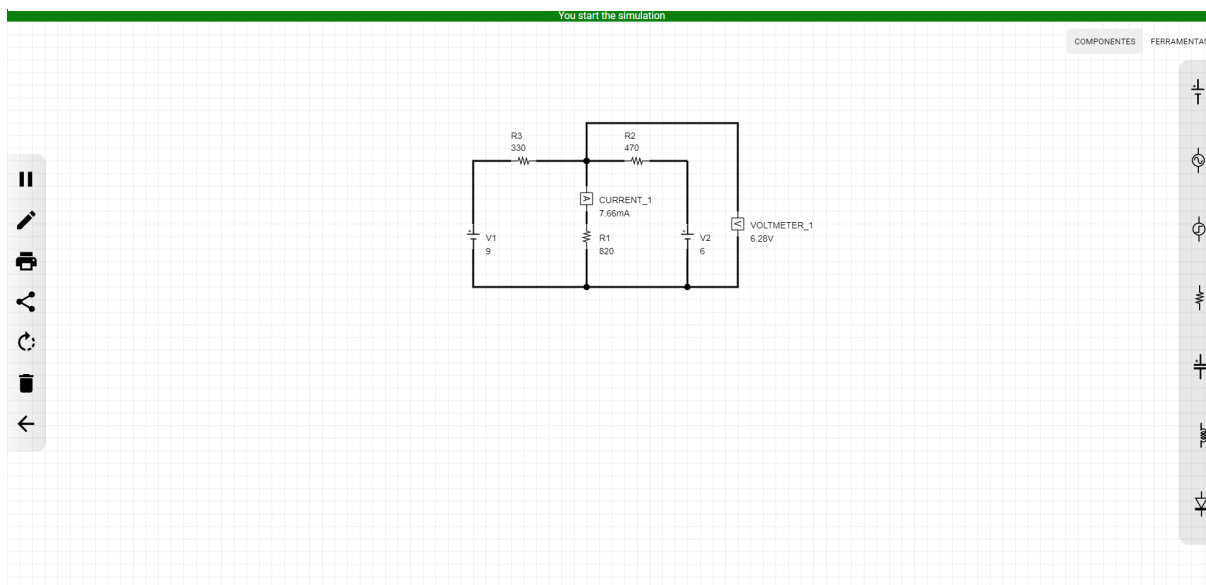 You start the simulation
COMPONENTES FERRAMENTAS
R3
330
R2
470
A
CURRENT_1
7.66mA
V1
9
R1
820
V2
6
V
VOLTMETER_1
6.28V